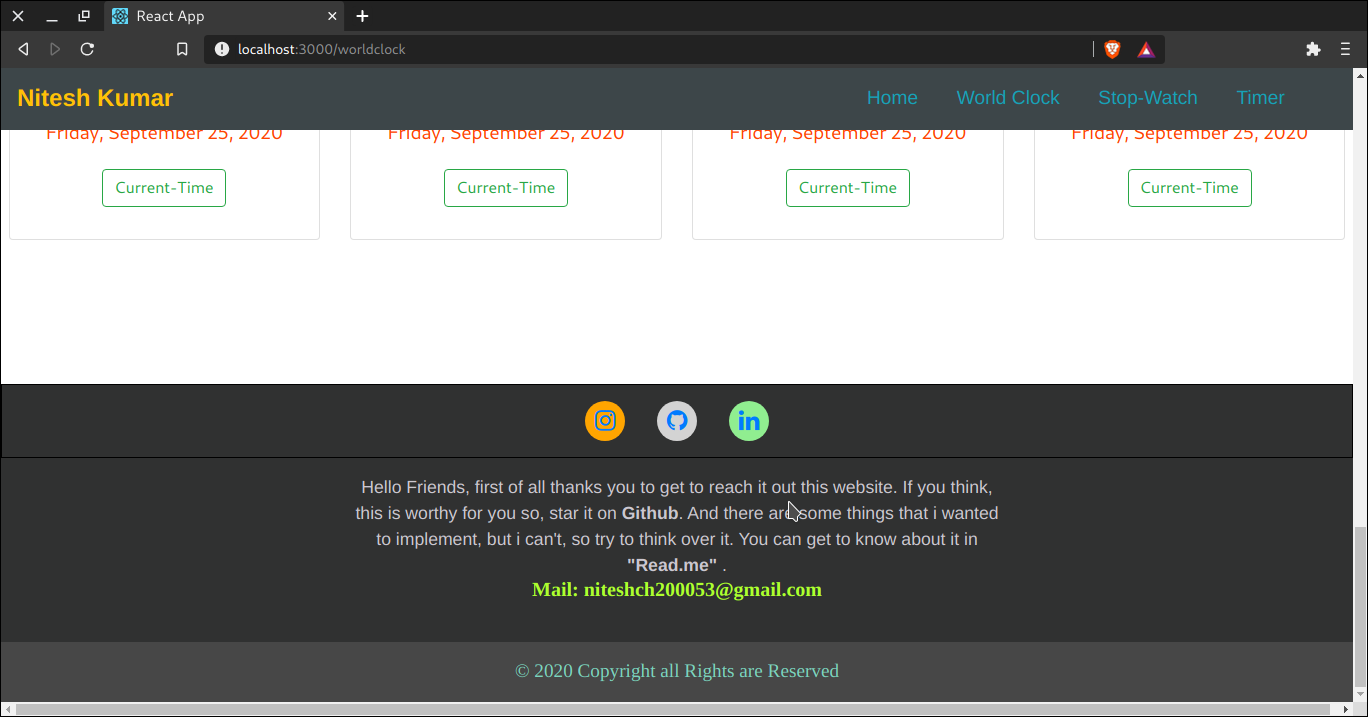 React App
localhost:3000/worldclock
Nitesh Kumar Home World Clock Stop-Watch Timer
Friday, September 25, 2020 Friday, September 25, 2020 Friday, September 25, 2020 Friday, September 25, 2020
Current-Time Current-Time Current-Time Current-Time
in
Hello Friends, first of all thanks you to get to reach it out this website. If you think,
this is worthy for you so, star it on Github. And there are some things that i wanted
to implement, but i can't, so try to think over it. You can get to know about it in
"Read.me" .
Mail: niteshch200053@gmail.com
© 2020 Copyright all Rights are Reserved